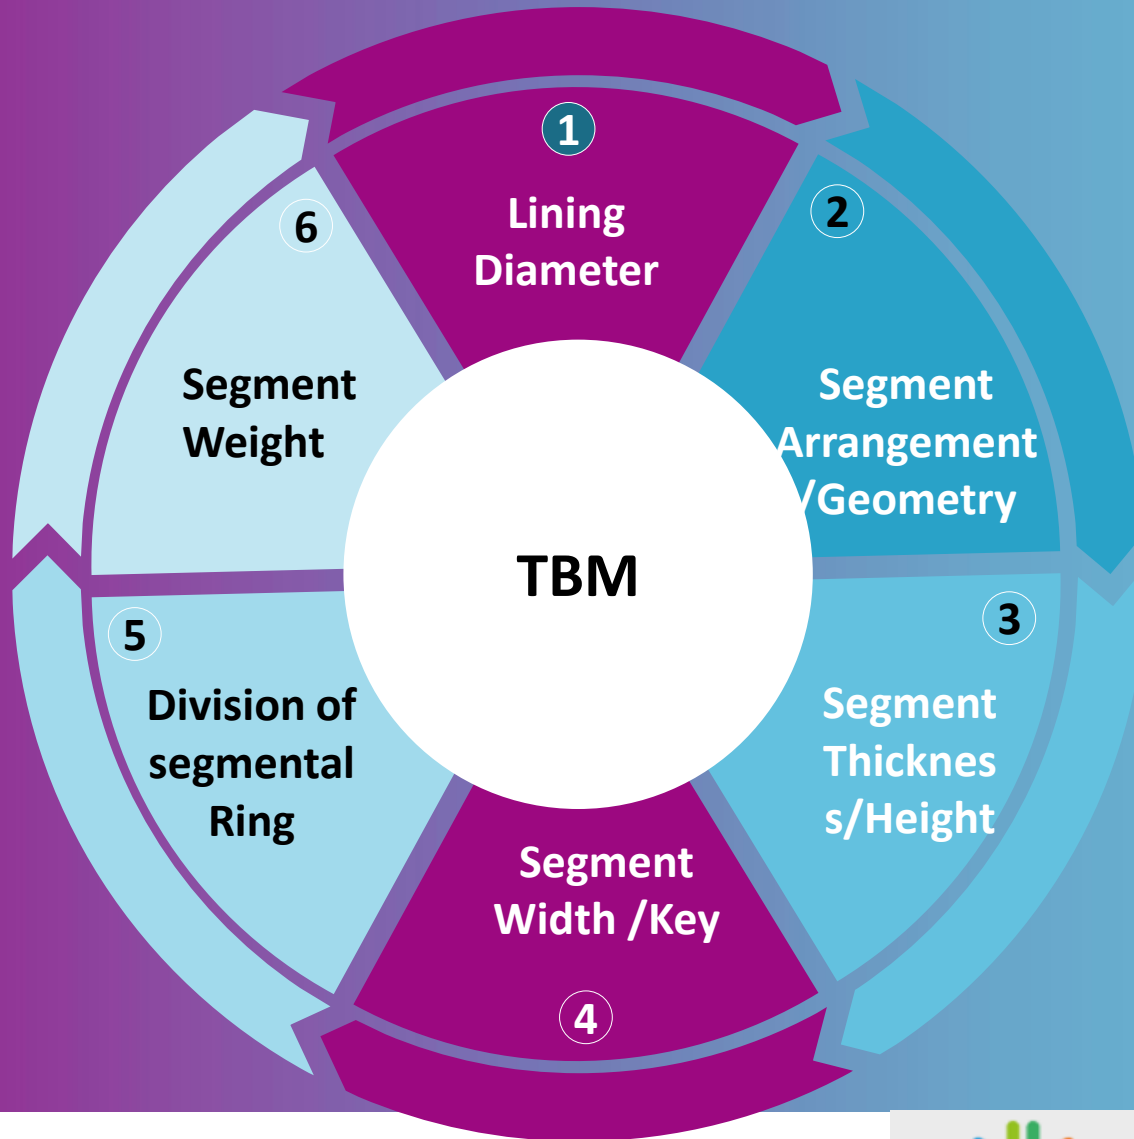 1
Lining
Diameter
2
Segment
Arrangement
/Geometry
3
Segment
Thicknes
s/Height
4
Segment
Width /Key
5
Division of
segmental
Ring
6
Segment
Weight
TBM